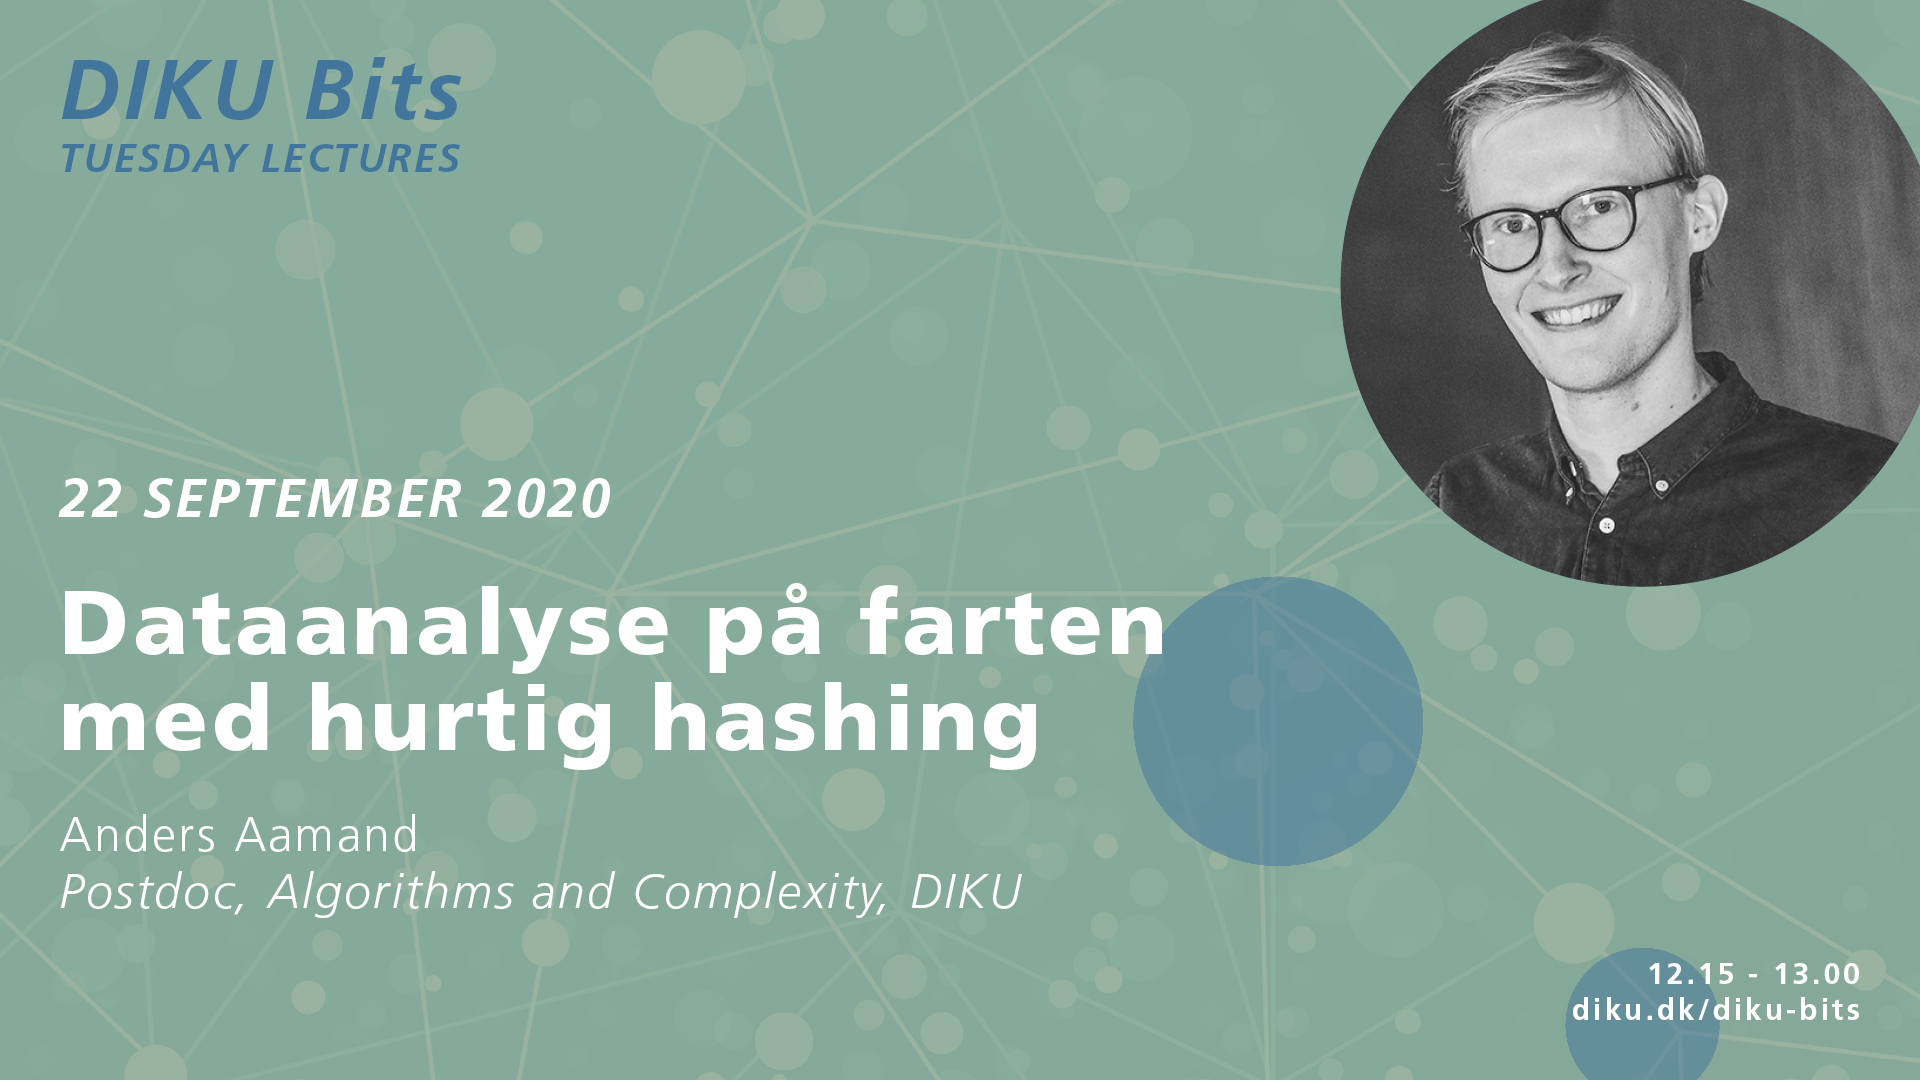 DIKU Bits
TUESDAY LECTURES
22 SEPTEMBER 2020
Dataanalyse på farten
med hurtig hashing
Anders Aamand
Postdoc, Algorithms and Complexity, DIKU
12.15 - 13.00
diku.dk/diku-bits